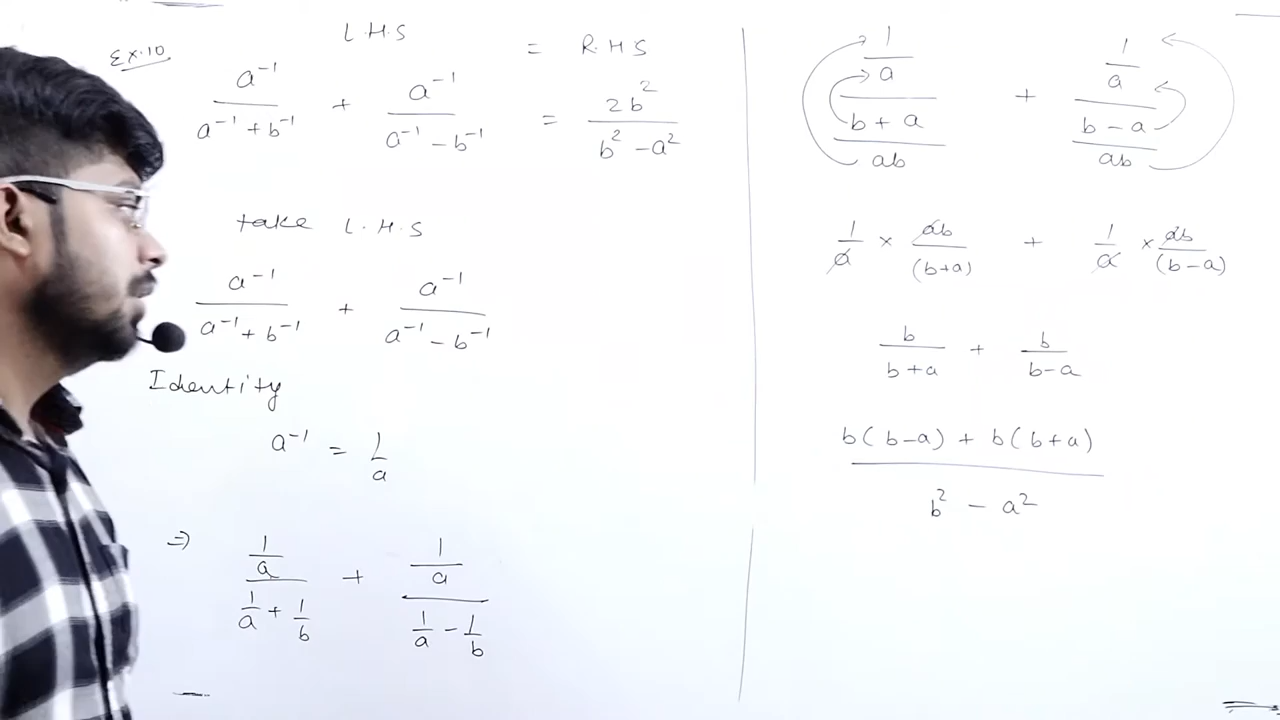 Ex.10
L.H.S = R.H.S
a⁻¹/(a⁻¹ + b⁻¹) + a⁻¹/(a⁻¹ − b⁻¹) = 2b²/(b² − a²)
take L.H.S
a⁻¹/(a⁻¹ + b⁻¹) + a⁻¹/(a⁻¹ − b⁻¹)
Identity
a⁻¹ = 1/a
⇒ (1/a)/(1/a + 1/b) + (1/a)/(1/a − 1/b)
(1/a)/((b + a)/ab) + (1/a)/((b − a)/ab)
1/a × ab/(b+a) + 1/a × ab/(b−a)
b/(b+a) + b/(b−a)
(b(b−a) + b(b+a))/(b² − a²)